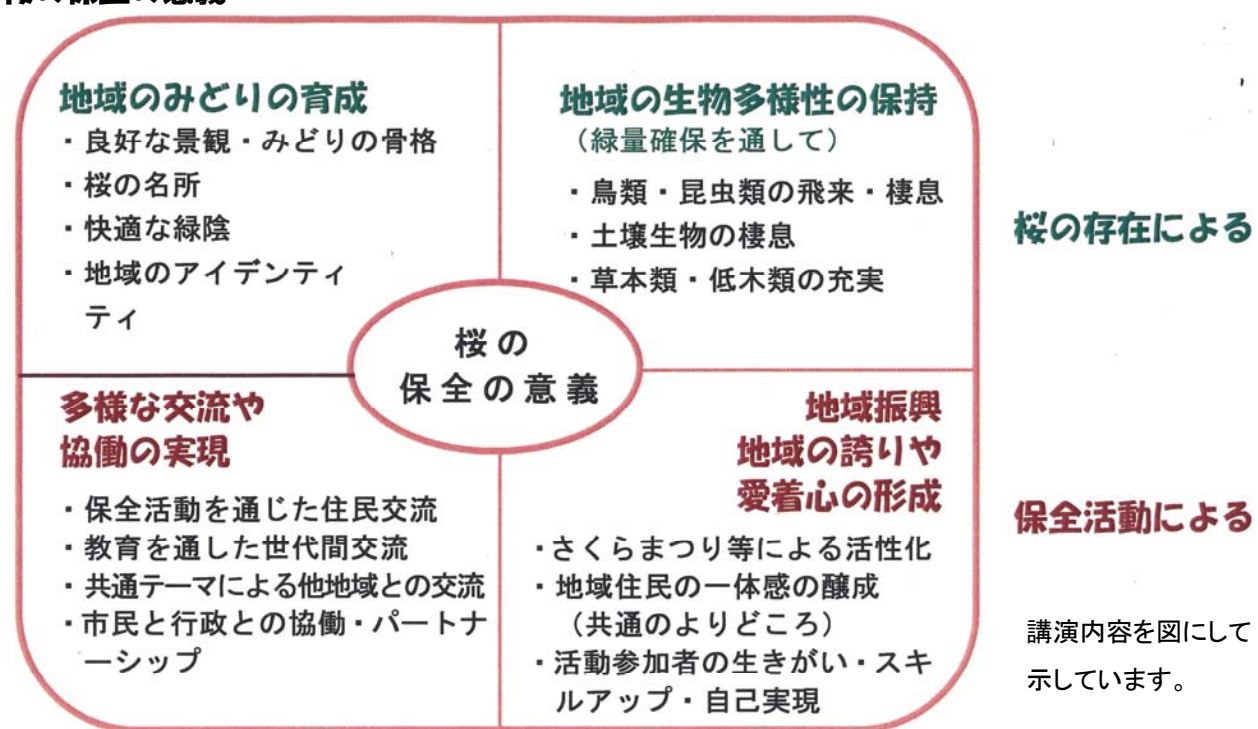 地域のみどりの育成
・良好な景観・みどりの骨格
・桜の名所
・快適な緑陰
・地域のアイデンティ
ティ
地域の生物多様性の保持
（緑量確保を通して）
・鳥類・昆虫類の飛来・棲息
・土壌生物の棲息
・草本類・低木類の充実
桜の存在による
桜の
保全の意義
多様な交流や
協働の実現
・保全活動を通じた住民交流
・教育を通した世代間交流
・共通テーマによる他地域との交流
・市民と行政との協働・パートナ
ーシップ
地域振興
地域の誇りや
愛着心の形成
・さくらまつり等による活性化
・地域住民の一体感の醸成
（共通のよりどころ）
・活動参加者の生きがい・スキ
ルアップ・自己実現
保全活動による
講演内容を図にして
示しています。